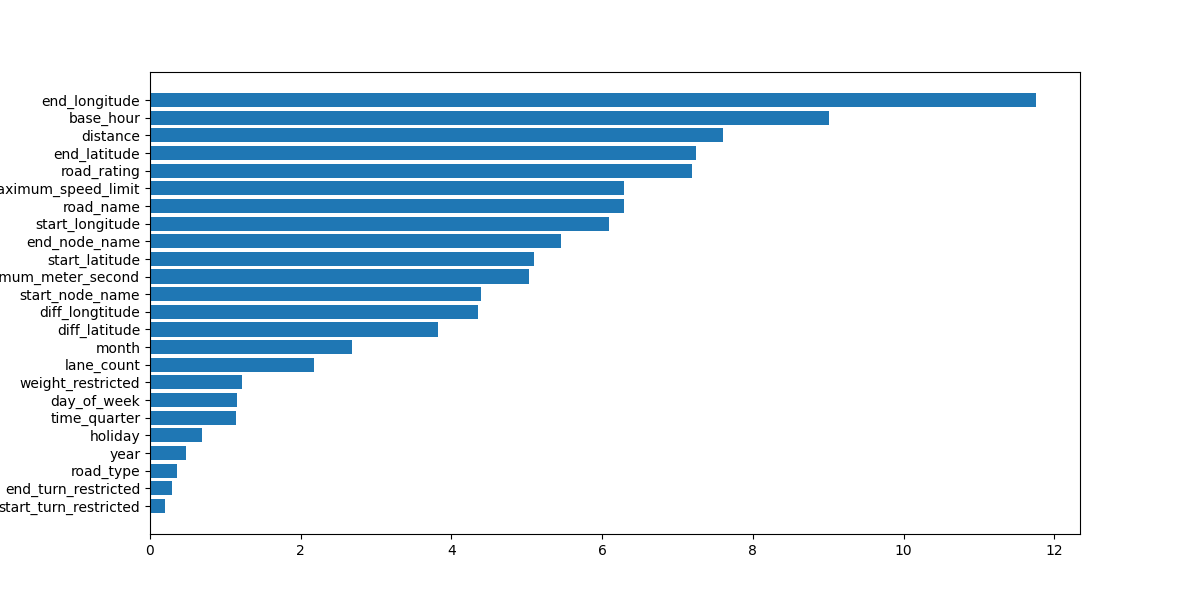 end_longitude
base_hour
distance
end_latitude
road_rating
aximum_speed_limit
road_name
start_longitude
end_node_name
start_latitude
mum_meter_second
start_node_name
diff_longtitude
diff_latitude
month
lane_count
weight_restricted
day_of_week
time_quarter
holiday
year
road_type
end_turn_restricted
start_turn_restricted
0 2 4 6 8 10 12